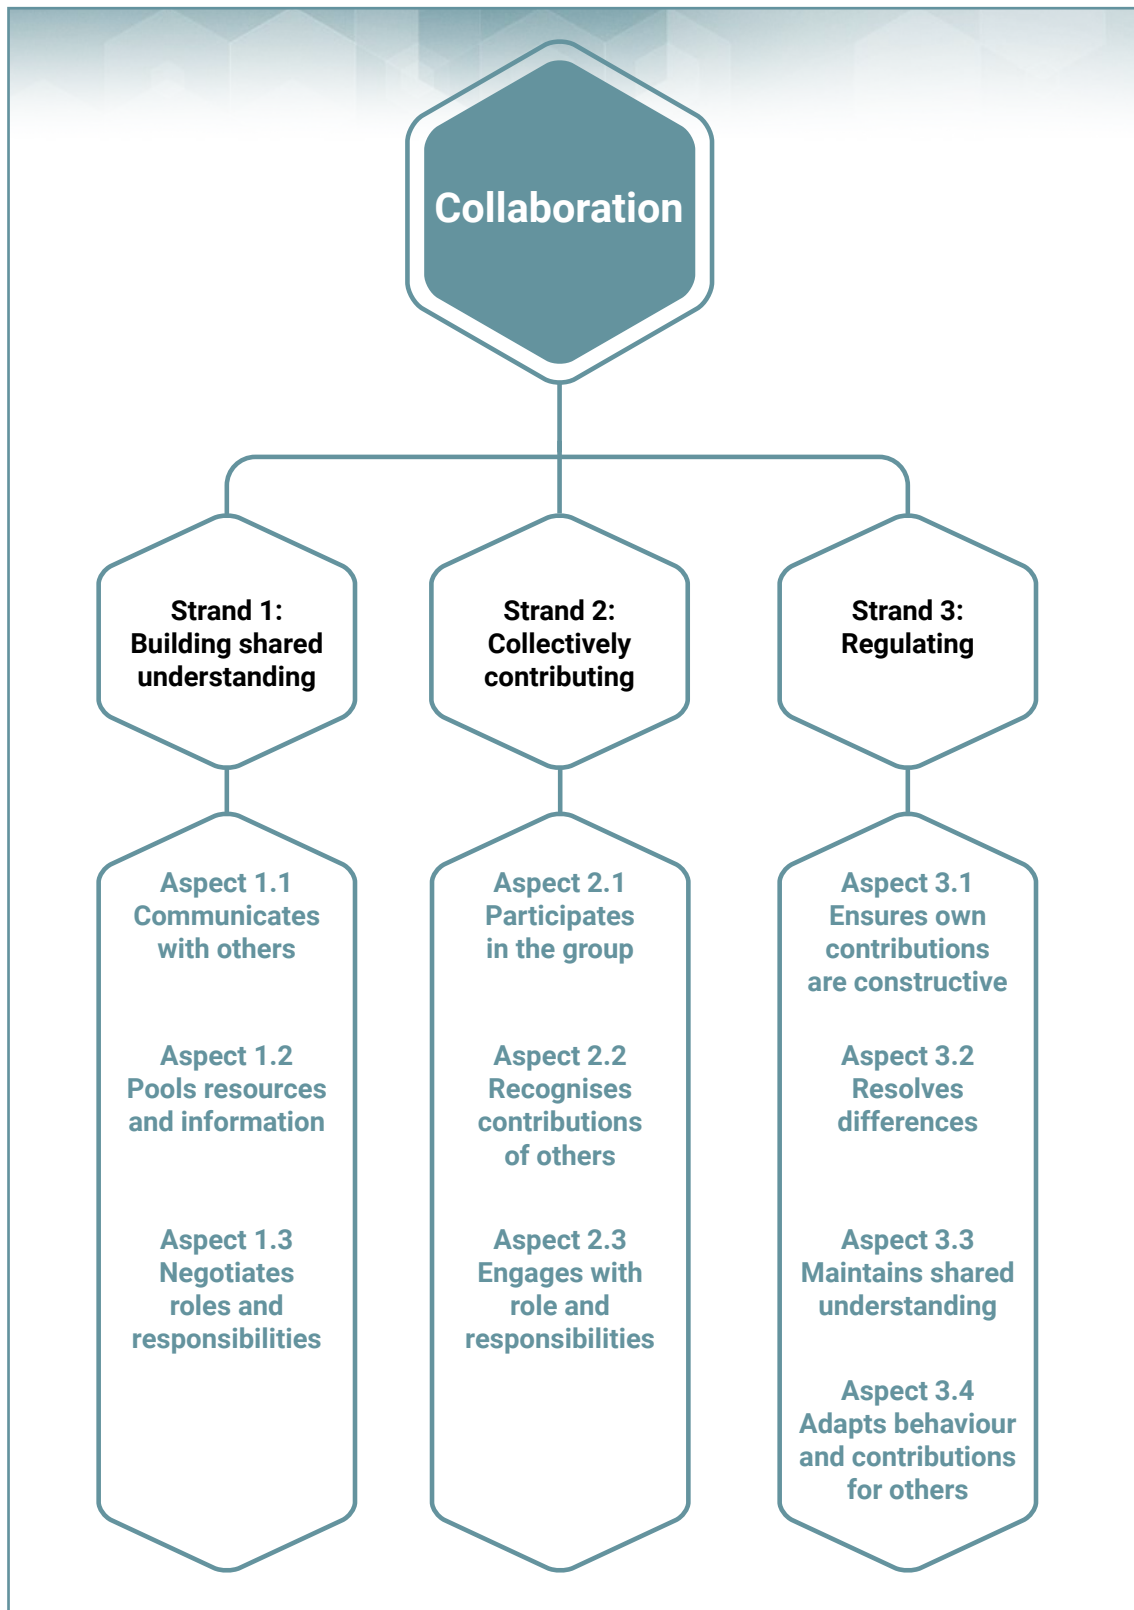 Collaboration
Strand 1:
Building shared
understanding
Strand 2:
Collectively
contributing
Strand 3:
Regulating
Aspect 1.1
Communicates
with others
Aspect 1.2
Pools resources
and information
Aspect 1.3
Negotiates
roles and
responsibilities
Aspect 2.1
Participates
in the group
Aspect 2.2
Recognises
contributions
of others
Aspect 2.3
Engages with
role and
responsibilities
Aspect 3.1
Ensures own
contributions
are constructive
Aspect 3.2
Resolves
differences
Aspect 3.3
Maintains shared
understanding
Aspect 3.4
Adapts behaviour
and contributions
for others